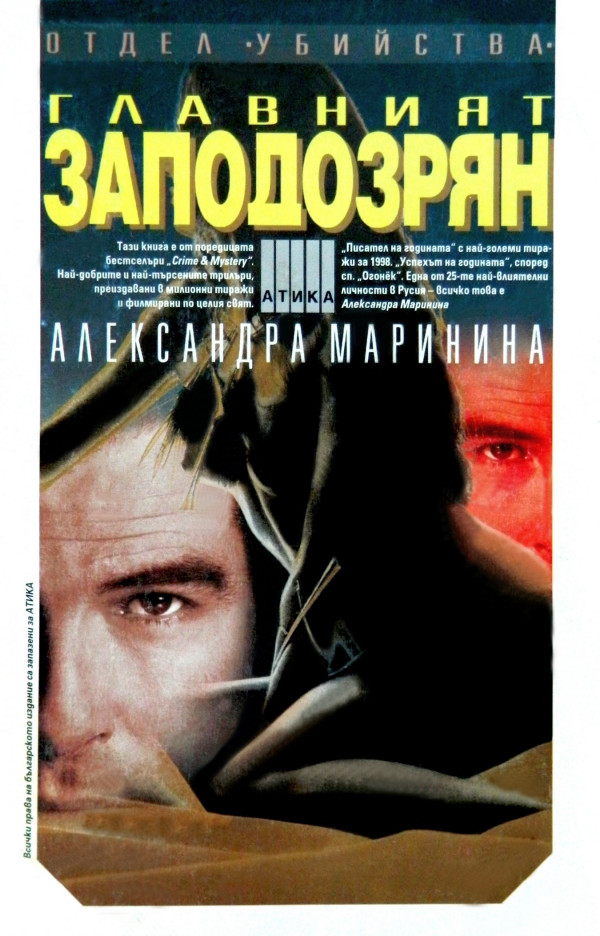 ОТДЕЛ •УБИЙСТВА•
ГЛАВНИЯТ
ЗАПОДОЗРЯН
Тази книга е от поредицата
бестселъри „Crime & Mystery“.
Най-добрите и най-търсените трилъри,
преиздавани в милионни тиражи
и филмирани по целия свят.
АТИКА
„Писател на годината“ с най-големи тира-
жи за 1998. „Успехът на годината“, според
сп. „Огонёк“. Една от 25-те най-влиятелни
личности в Русия – всичко това е
Александра Маринина
АЛЕКСАНДРА МАРИНИНА
Всички права на българското издание са запазени за АТИКА